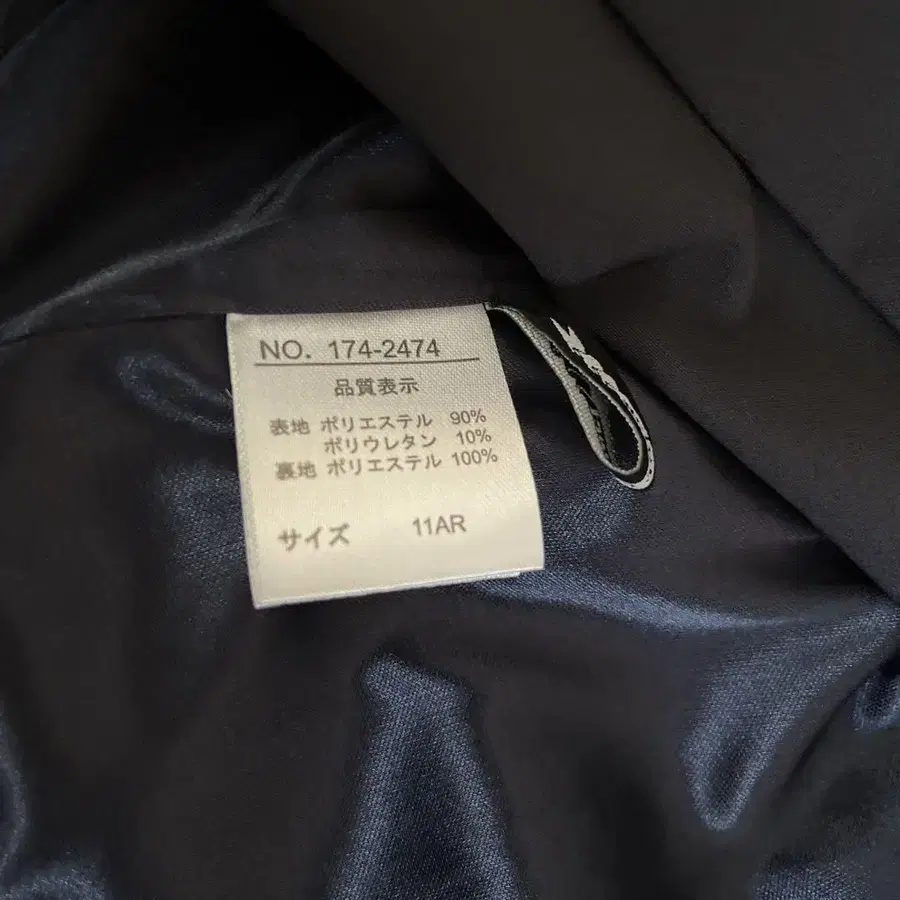 NO. 174-2474
品質表示
表地 ポリエステル 90%
ポリウレタン 10%
裏地 ポリエステル 100%
サイズ 11AR